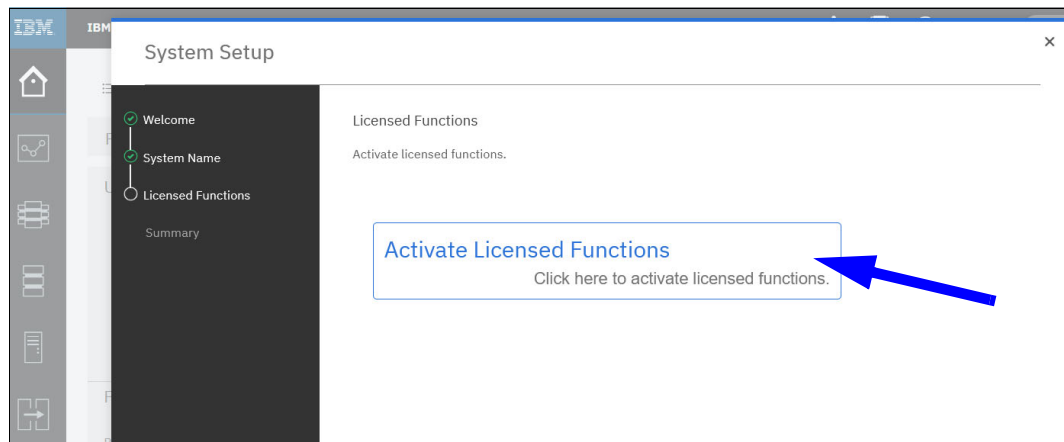 IBM
IBM
System Setup
Welcome
System Name
Licensed Functions
Summary
Licensed Functions
Activate licensed functions.
Activate Licensed Functions
Click here to activate licensed functions.